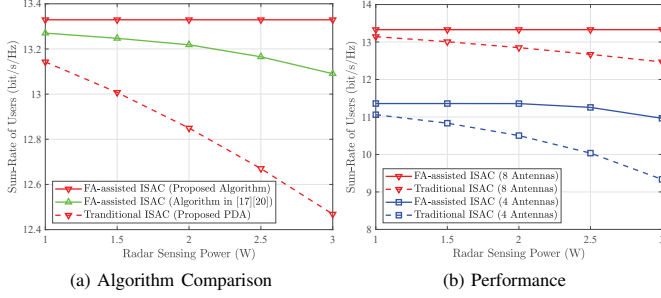 Sum-Rate of Users (bit/s/Hz)
13.4
13.2
13
12.8
12.6
12.4
FA-assisted ISAC (Proposed Algorithm)
FA-assisted ISAC (Algorithm in [17][20])
Tranditional ISAC (Proposed PDA)
1 1.5 2 2.5 3
Radar Sensing Power (W)
(a) Algorithm Comparison
Sum-Rate of Users (bit/s/Hz)
14
13
12
11
10
9
8
FA-assisted ISAC (8 Antennas)
Traditional ISAC (8 Antennas)
FA-assisted ISAC (4 Antennas)
Traditional ISAC (4 Antennas)
1 1.5 2 2.5 3
Radar Sensing Power (W)
(b) Performance